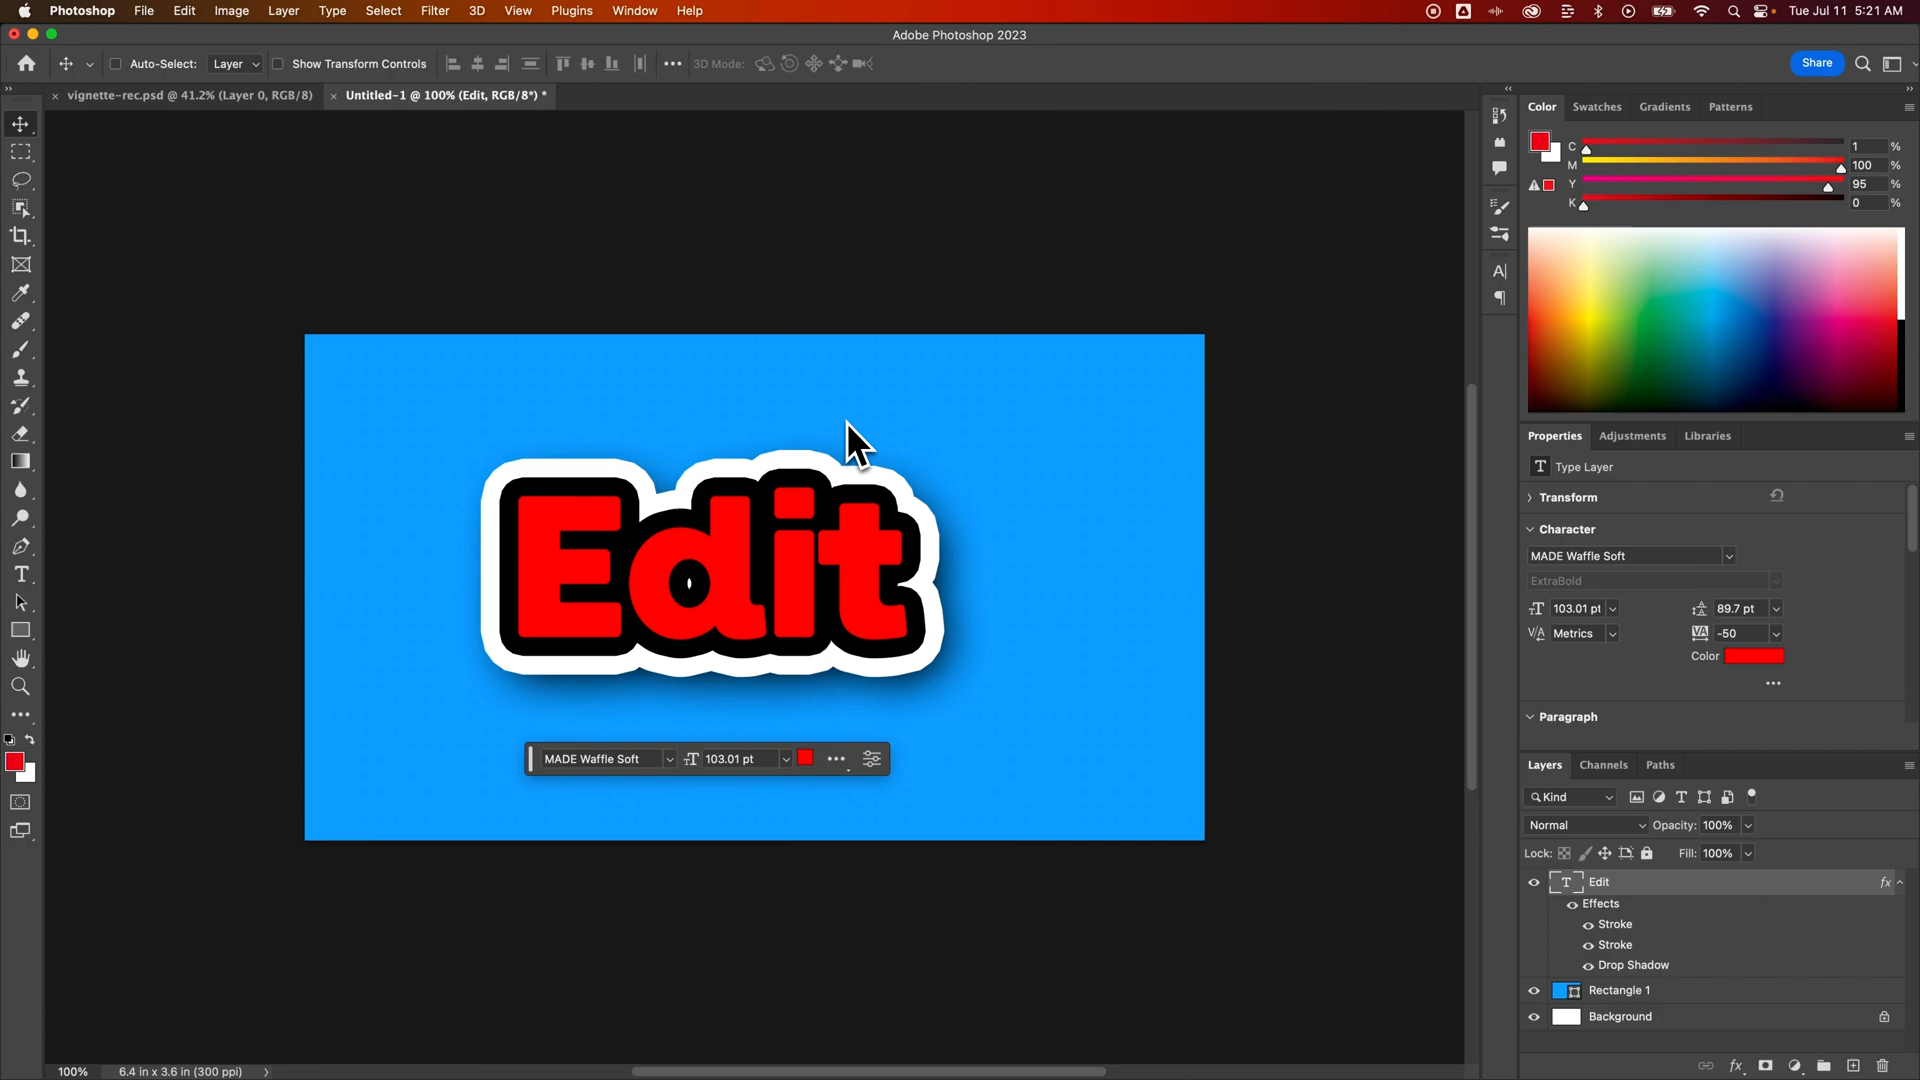 Photoshop File Edit Image Layer Type Select Filter 3D View Plugins Window Help Tue Jul 11 5:21 AM
Adobe Photoshop 2023
Auto-Select: Layer Show Transform Controls 3D Mode: Share
vignette-rec.psd @ 41.2% (Layer 0, RGB/8) Untitled-1 @ 100% (Edit, RGB/8*) *
Color Swatches Gradients Patterns
C 1 %
M 100 %
Y 95 %
K 0 %
Properties Adjustments Libraries
T Type Layer
Transform
Character
MADE Waffle Soft
ExtraBold
103.01 pt 89.7 pt
Metrics -50
Color
Paragraph
Edit
MADE Waffle Soft 103.01 pt
Layers Channels Paths
Kind
Normal Opacity: 100%
Lock: Fill: 100%
T Edit fx
Effects
Stroke
Stroke
Drop Shadow
Rectangle 1
Background
100% 6.4 in x 3.6 in (300 ppi)